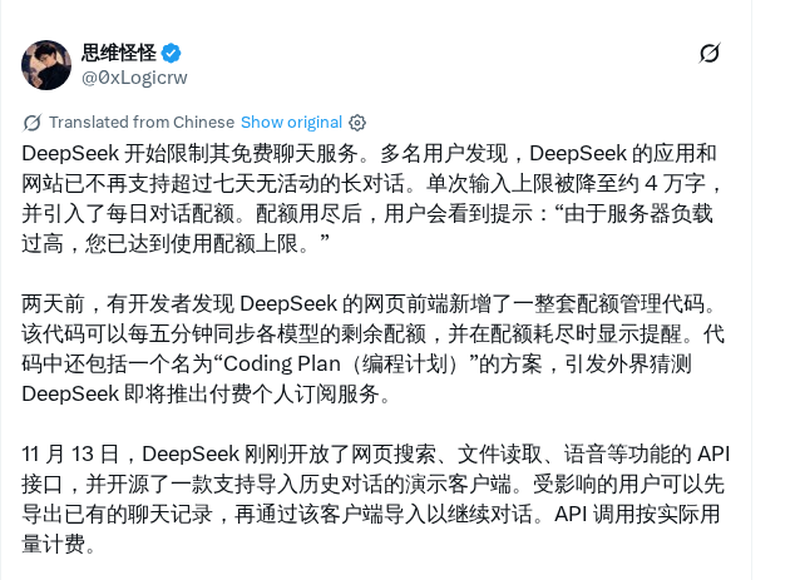 思维怪怪
@0xLogicrw
Translated from Chinese Show original
DeepSeek 开始限制其免费聊天服务。多名用户发现，DeepSeek 的应用和
网站已不再支持超过七天无活动的长对话。单次输入上限被降至约 4 万字，
并引入了每日对话配额。配额用尽后，用户会看到提示：“由于服务器负载
过高，您已达到使用配额上限。”
两天前，有开发者发现 DeepSeek 的网页前端新增了一整套配额管理代码。
该代码可以每五分钟同步各模型的剩余配额，并在配额耗尽时显示提醒。代
码中还包括一个名为“Coding Plan（编程计划）”的方案，引发外界猜测
DeepSeek 即将推出付费个人订阅服务。
11 月 13 日，DeepSeek 刚刚开放了网页搜索、文件读取、语音等功能的 API
接口，并开源了一款支持导入历史对话的演示客户端。受影响的用户可以先
导出已有的聊天记录，再通过该客户端导入以继续对话。API 调用按实际用
量计费。